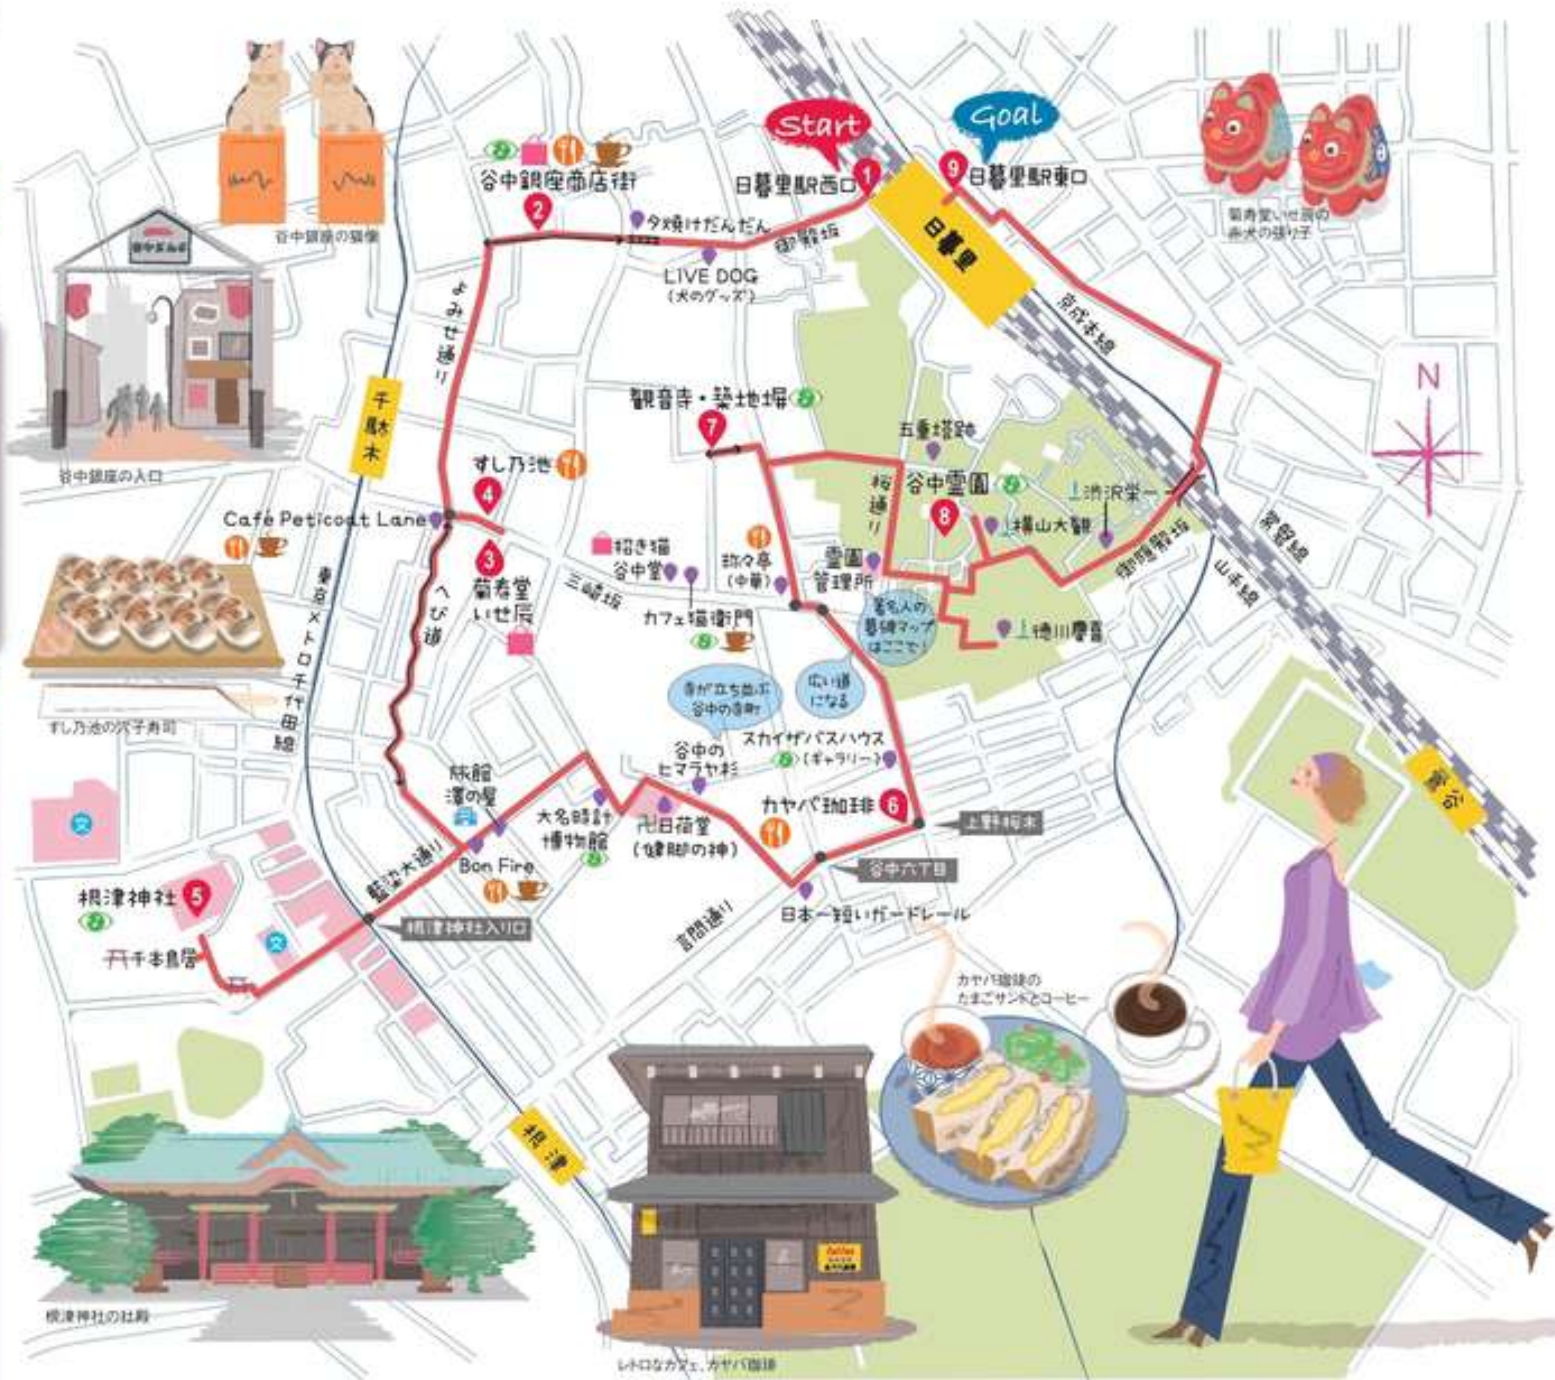 Start
Goal
日暮里駅西口
1
9
日暮里駅東口
日暮里
谷中銀座商店街
2
夕焼けだんだん
御殿坂
LIVE DOG
(犬のグッズ)
谷中銀座の猫像
谷中銀座の入口
菊寿堂いせ辰の
赤犬の張り子
京成本線
N
よみせ通り
千駄木
観音寺・築地塀
7
五重塔跡
谷中霊園
8
桜通り
渋沢栄一
横山大観
すし乃池
4
Café Peticoat Lane
3
菊寿堂
いせ辰
へび道
招き猫
谷中堂
三崎坂
カフェ猫衛門
珎々亭
(中華)
霊園
管理所
著名人の
墓碑マップ
はここで!
徳川慶喜
御隠殿坂
常磐線
山手線
東京メトロ千代田線
すし乃池の穴子寿司
寺が立ち並ぶ
谷中の寺町
広い道
になる
谷中の
ヒマラヤ杉
スカイザバスハウス
(ギャラリー)
旅館
澤の屋
大名時計
博物館
日荷堂
(健脚の神)
カヤバ珈琲
6
上野桜木
谷中六丁目
鶯谷
Bon Fire
藍染大通り
根津神社
5
千本鳥居
文
文
根津神社入り口
言問通り
日本一短いガードレール
カヤバ珈琲の
たまごサンドとコーヒー
根津
根津神社の社殿
レトロなカフェ、カヤバ珈琲